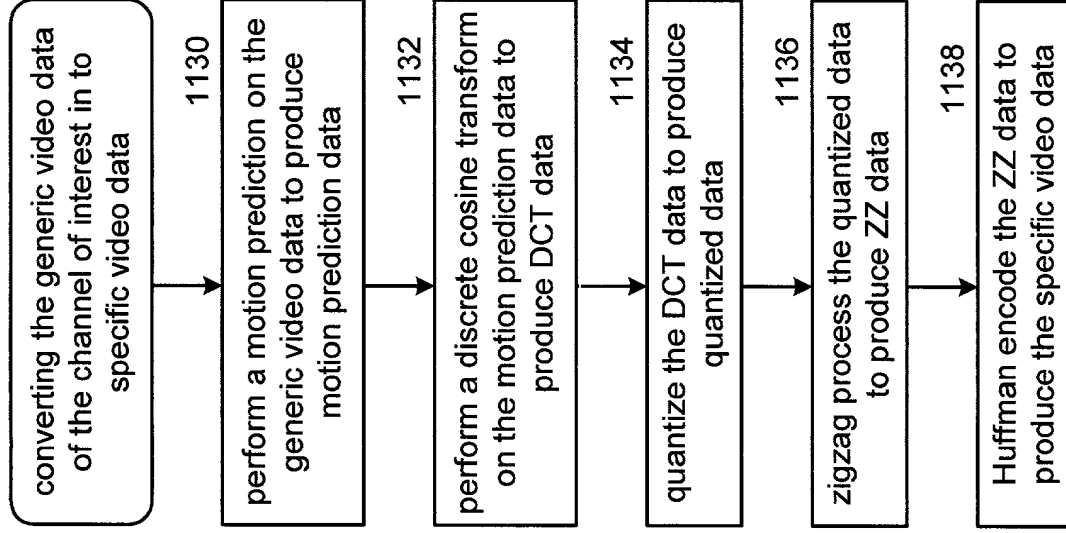 converting the generic video data
of the channel of interest in to
specific video data
1130
perform a motion prediction on the
generic video data to produce
motion prediction data
1132
perform a discrete cosine transform
on the motion prediction data to
produce DCT data
1134
quantize the DCT data to produce
quantized data
1136
zigzag process the quantized data
to produce ZZ data
1138
Huffman encode the ZZ data to
produce the specific video data